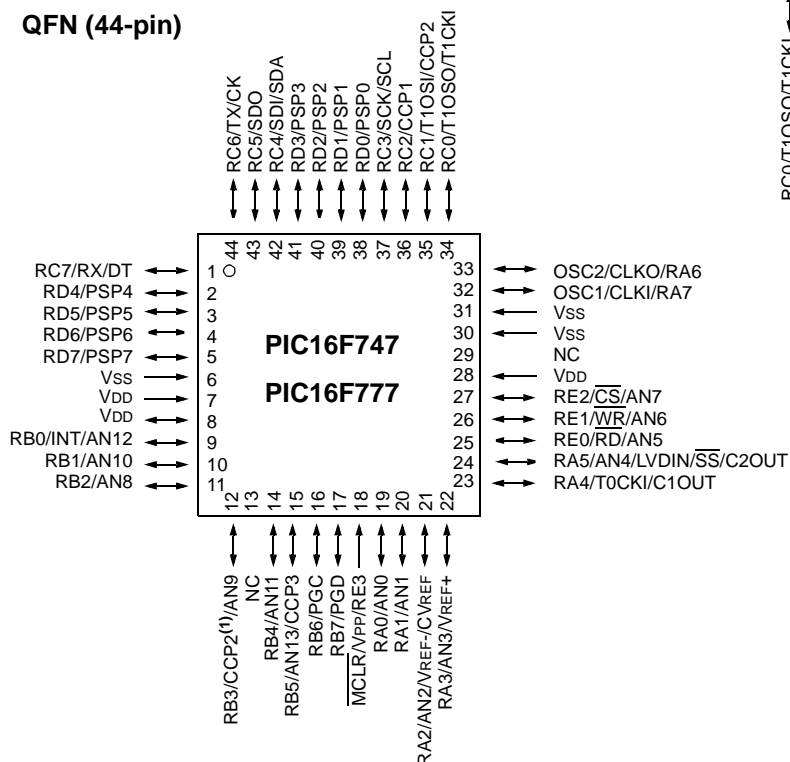 QFN (44-pin)
RC6/TX/CK
RC5/SDO
RC4/SDI/SDA
RD3/PSP3
RD2/PSP2
RD1/PSP1
RD0/PSP0
RC3/SCK/SCL
RC2/CCP1
RC1/T1OSI/CCP2
RC0/T1OSO/T1CKI
RC0/T1OSO/T1CKI
44 43 42 41 40 39 38 37 36 35 34
RC7/RX/DT 1 33 OSC2/CLKO/RA6
RD4/PSP4 2 32 OSC1/CLKI/RA7
RD5/PSP5 3 31 VSS
RD6/PSP6 4 30 VSS
RD7/PSP7 5 29 NC
VSS 6 28 VDD
VDD 7 27 RE2/CS/AN7
VDD 8 26 RE1/WR/AN6
RB0/INT/AN12 9 25 RE0/RD/AN5
RB1/AN10 10 24 RA5/AN4/LVDIN/SS/C2OUT
RB2/AN8 11 23 RA4/T0CKI/C1OUT
PIC16F747
PIC16F777
12 13 14 15 16 17 18 19 20 21 22
RB3/CCP2(1)/AN9
NC
RB4/AN11
RB5/AN13/CCP3
RB6/PGC
RB7/PGD
MCLR/VPP/RE3
RA0/AN0
RA1/AN1
RA2/AN2/VREF-/CVREF
RA3/AN3/VREF+